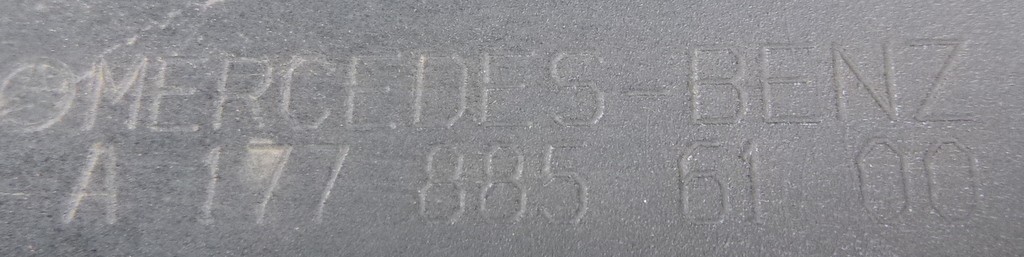 MERCEDES-BENZ
A 177 885 61 00